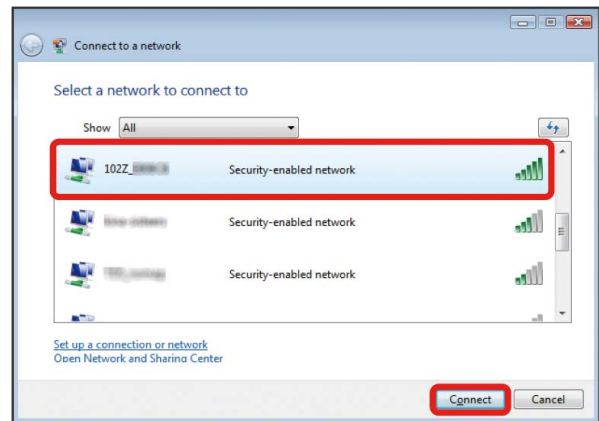 Connect to a network
Select a network to connect to
Show All
102Z_ Security-enabled network
Security-enabled network
Security-enabled network
Set up a connection or network
Open Network and Sharing Center
Connect Cancel